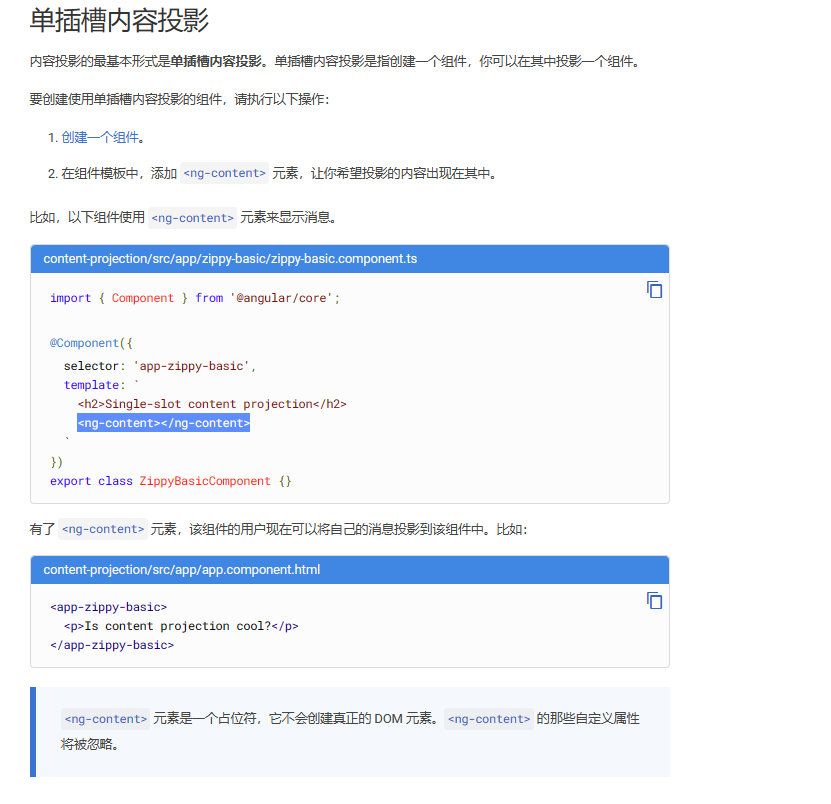 单插槽内容投影
内容投影的最基本形式是单插槽内容投影。单插槽内容投影是指创建一个组件，你可以在其中投影一个组件。
要创建使用单插槽内容投影的组件，请执行以下操作：
1. 创建一个组件。
2. 在组件模板中，添加 <ng-content> 元素，让你希望投影的内容出现在其中。
比如，以下组件使用 <ng-content> 元素来显示消息。
content-projection/src/app/zippy-basic/zippy-basic.component.ts
import { Component } from '@angular/core';
@Component({
  selector: 'app-zippy-basic',
  template: `
    <h2>Single-slot content projection</h2>
    <ng-content></ng-content>
  `
})
export class ZippyBasicComponent {}
有了 <ng-content> 元素，该组件的用户现在可以将自己的消息投影到该组件中。比如：
content-projection/src/app/app.component.html
<app-zippy-basic>
  <p>Is content projection cool?</p>
</app-zippy-basic>
<ng-content> 元素是一个占位符，它不会创建真正的 DOM 元素。<ng-content> 的那些自定义属性
将被忽略。